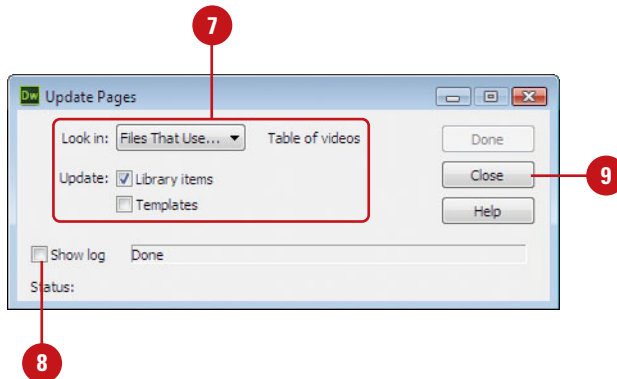 7
Dw Update Pages
Look in: Files That Use... Table of videos Done
Update: Library items Close 9
Templates Help
Show log Done
Status:
8